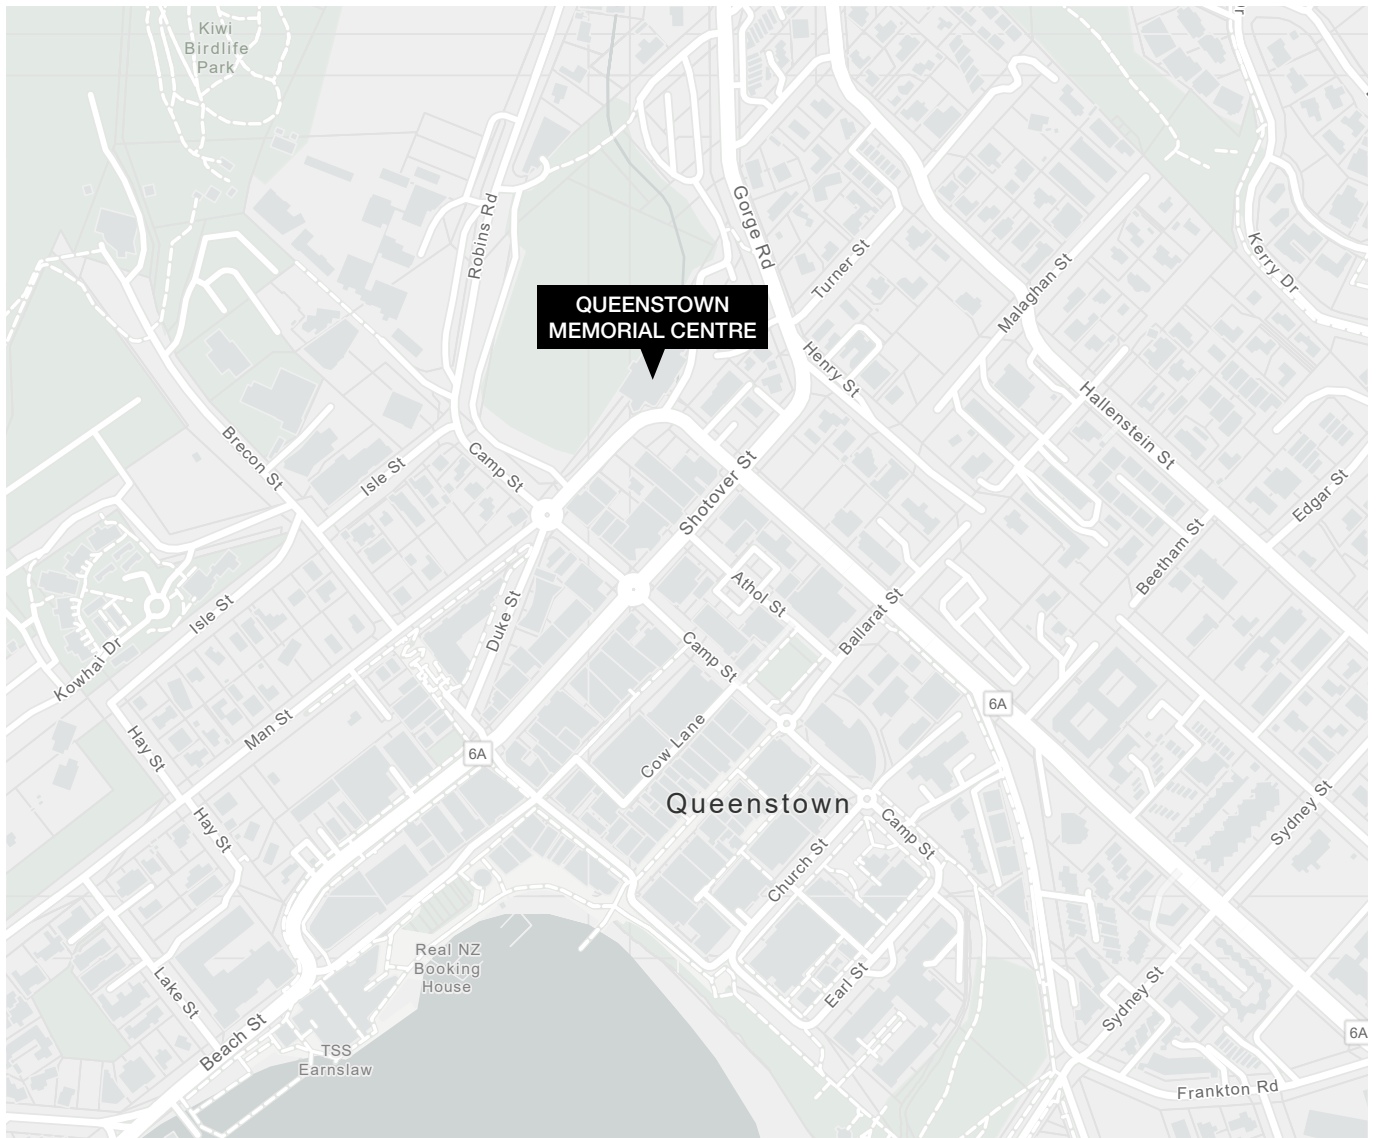 Kiwi
Birdlife
Park
Robins Rd
Gorge Rd
Turner St
Malaghan St
Kerry Dr
QUEENSTOWN
MEMORIAL CENTRE
Henry St
Hallenstein St
Brecon St
Isle St
Camp St
Shotover St
Edgar St
Beetham St
Athol St
Ballarat St
Duke St
Isle St
Camp St
Kowhai Dr
6A
Man St
Hay St
Cow Lane
6A
Queenstown
Hay St
Camp St
Sydney St
Church St
Real NZ
Booking
House
Lake St
Earl St
Sydney St
Beach St
6A
TSS
Earnslaw
Frankton Rd